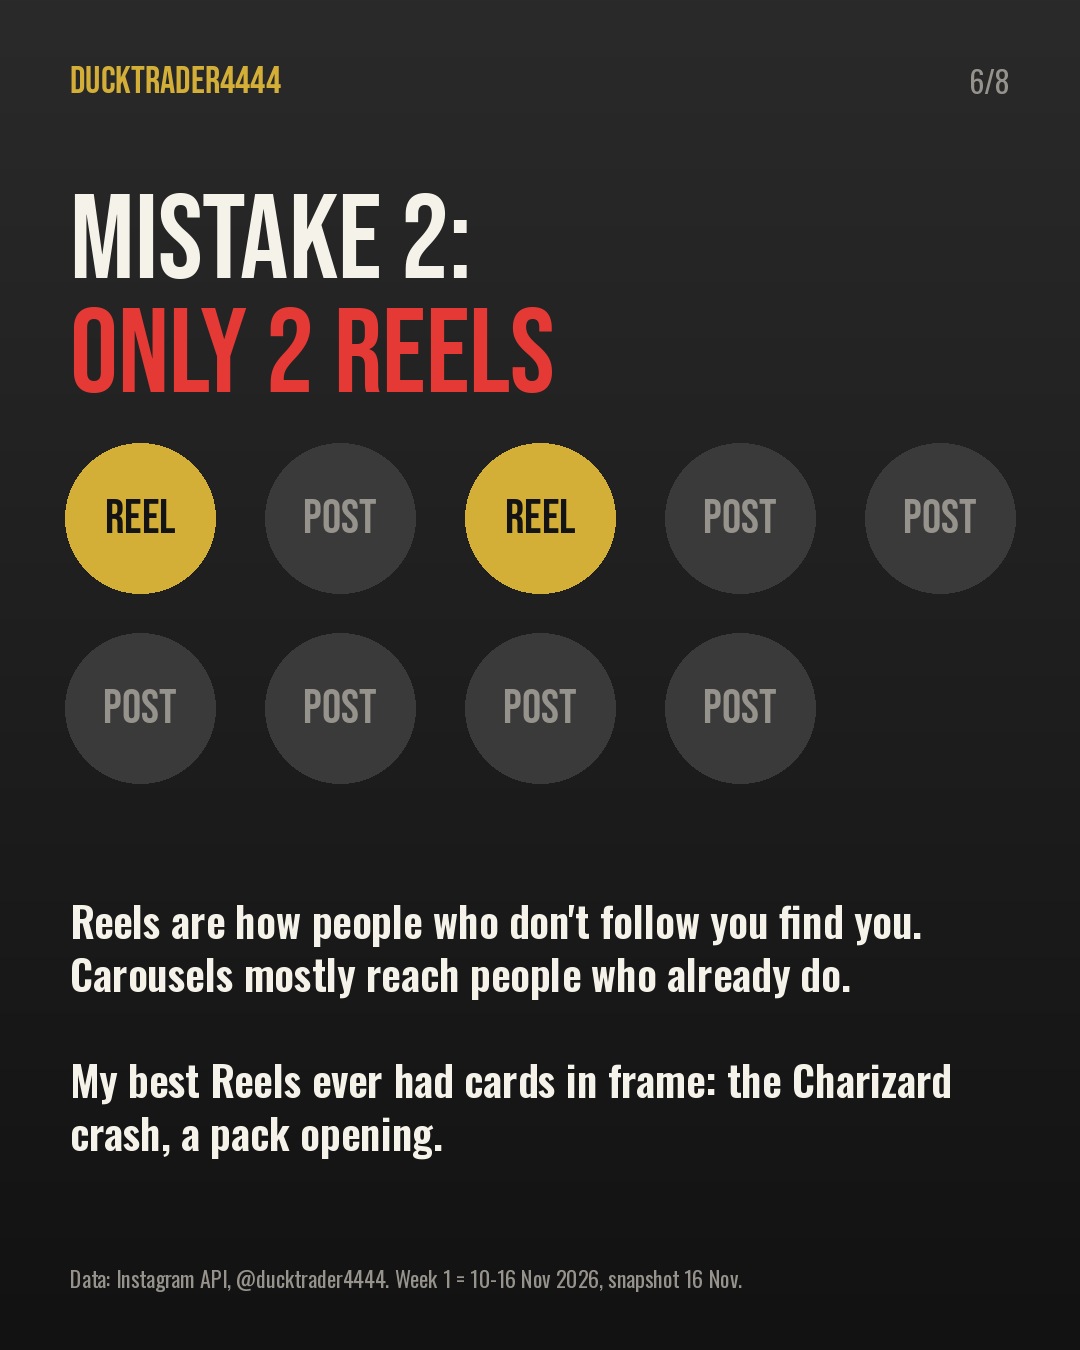 DUCKTRADER4444
6/8
MISTAKE 2:
ONLY 2 REELS
REEL POST REEL POST POST
POST POST POST POST
Reels are how people who don't follow you find you.
Carousels mostly reach people who already do.
My best Reels ever had cards in frame: the Charizard
crash, a pack opening.
Data: Instagram API, @ducktrader4444. Week 1 = 10-16 Nov 2026, snapshot 16 Nov.